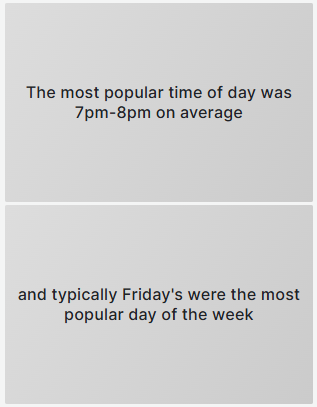 The most popular time of day was
7pm-8pm on average
and typically Friday's were the most
popular day of the week